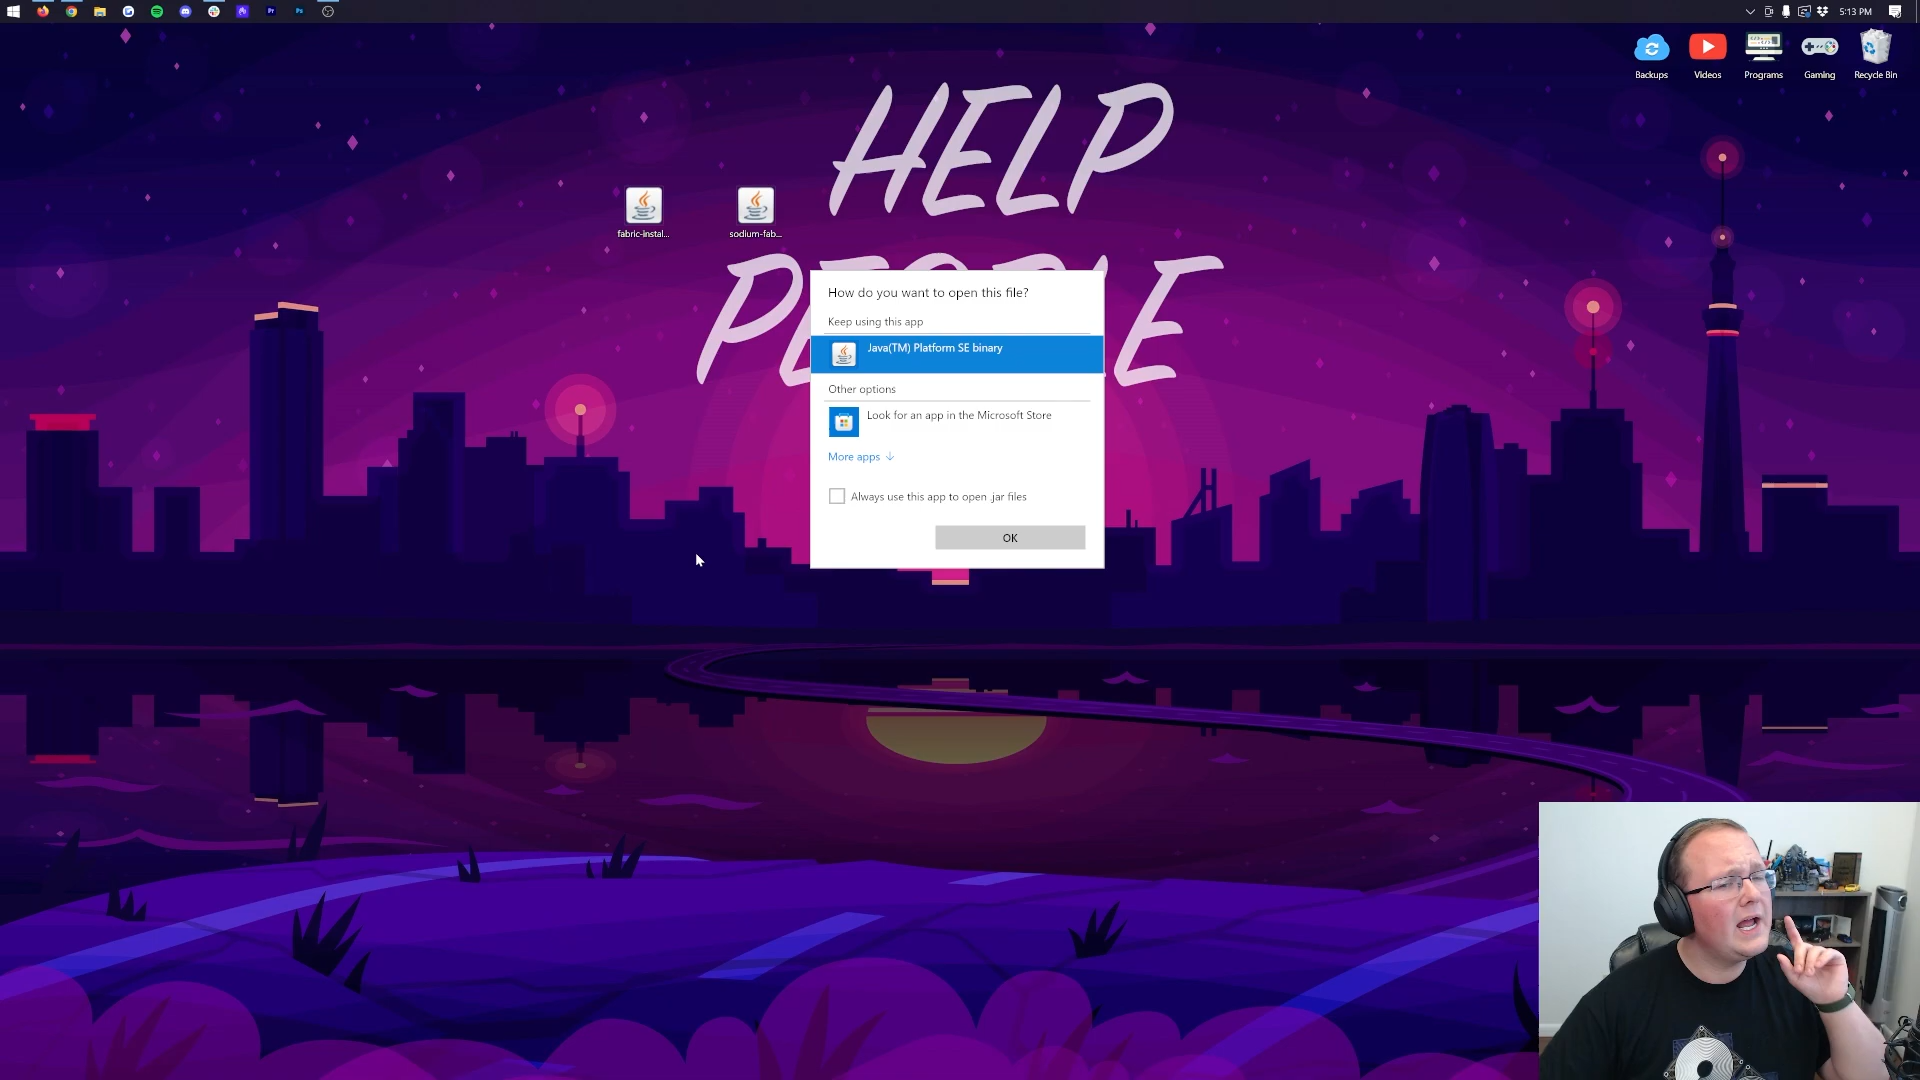 5:13 PM
Backups
Videos
Programs
Gaming
Recycle Bin
HELP
fabric-instal...
sodium-fab...
How do you want to open this file?
Keep using this app
Java(TM) Platform SE binary
Other options
Look for an app in the Microsoft Store
More apps
Always use this app to open .jar files
OK